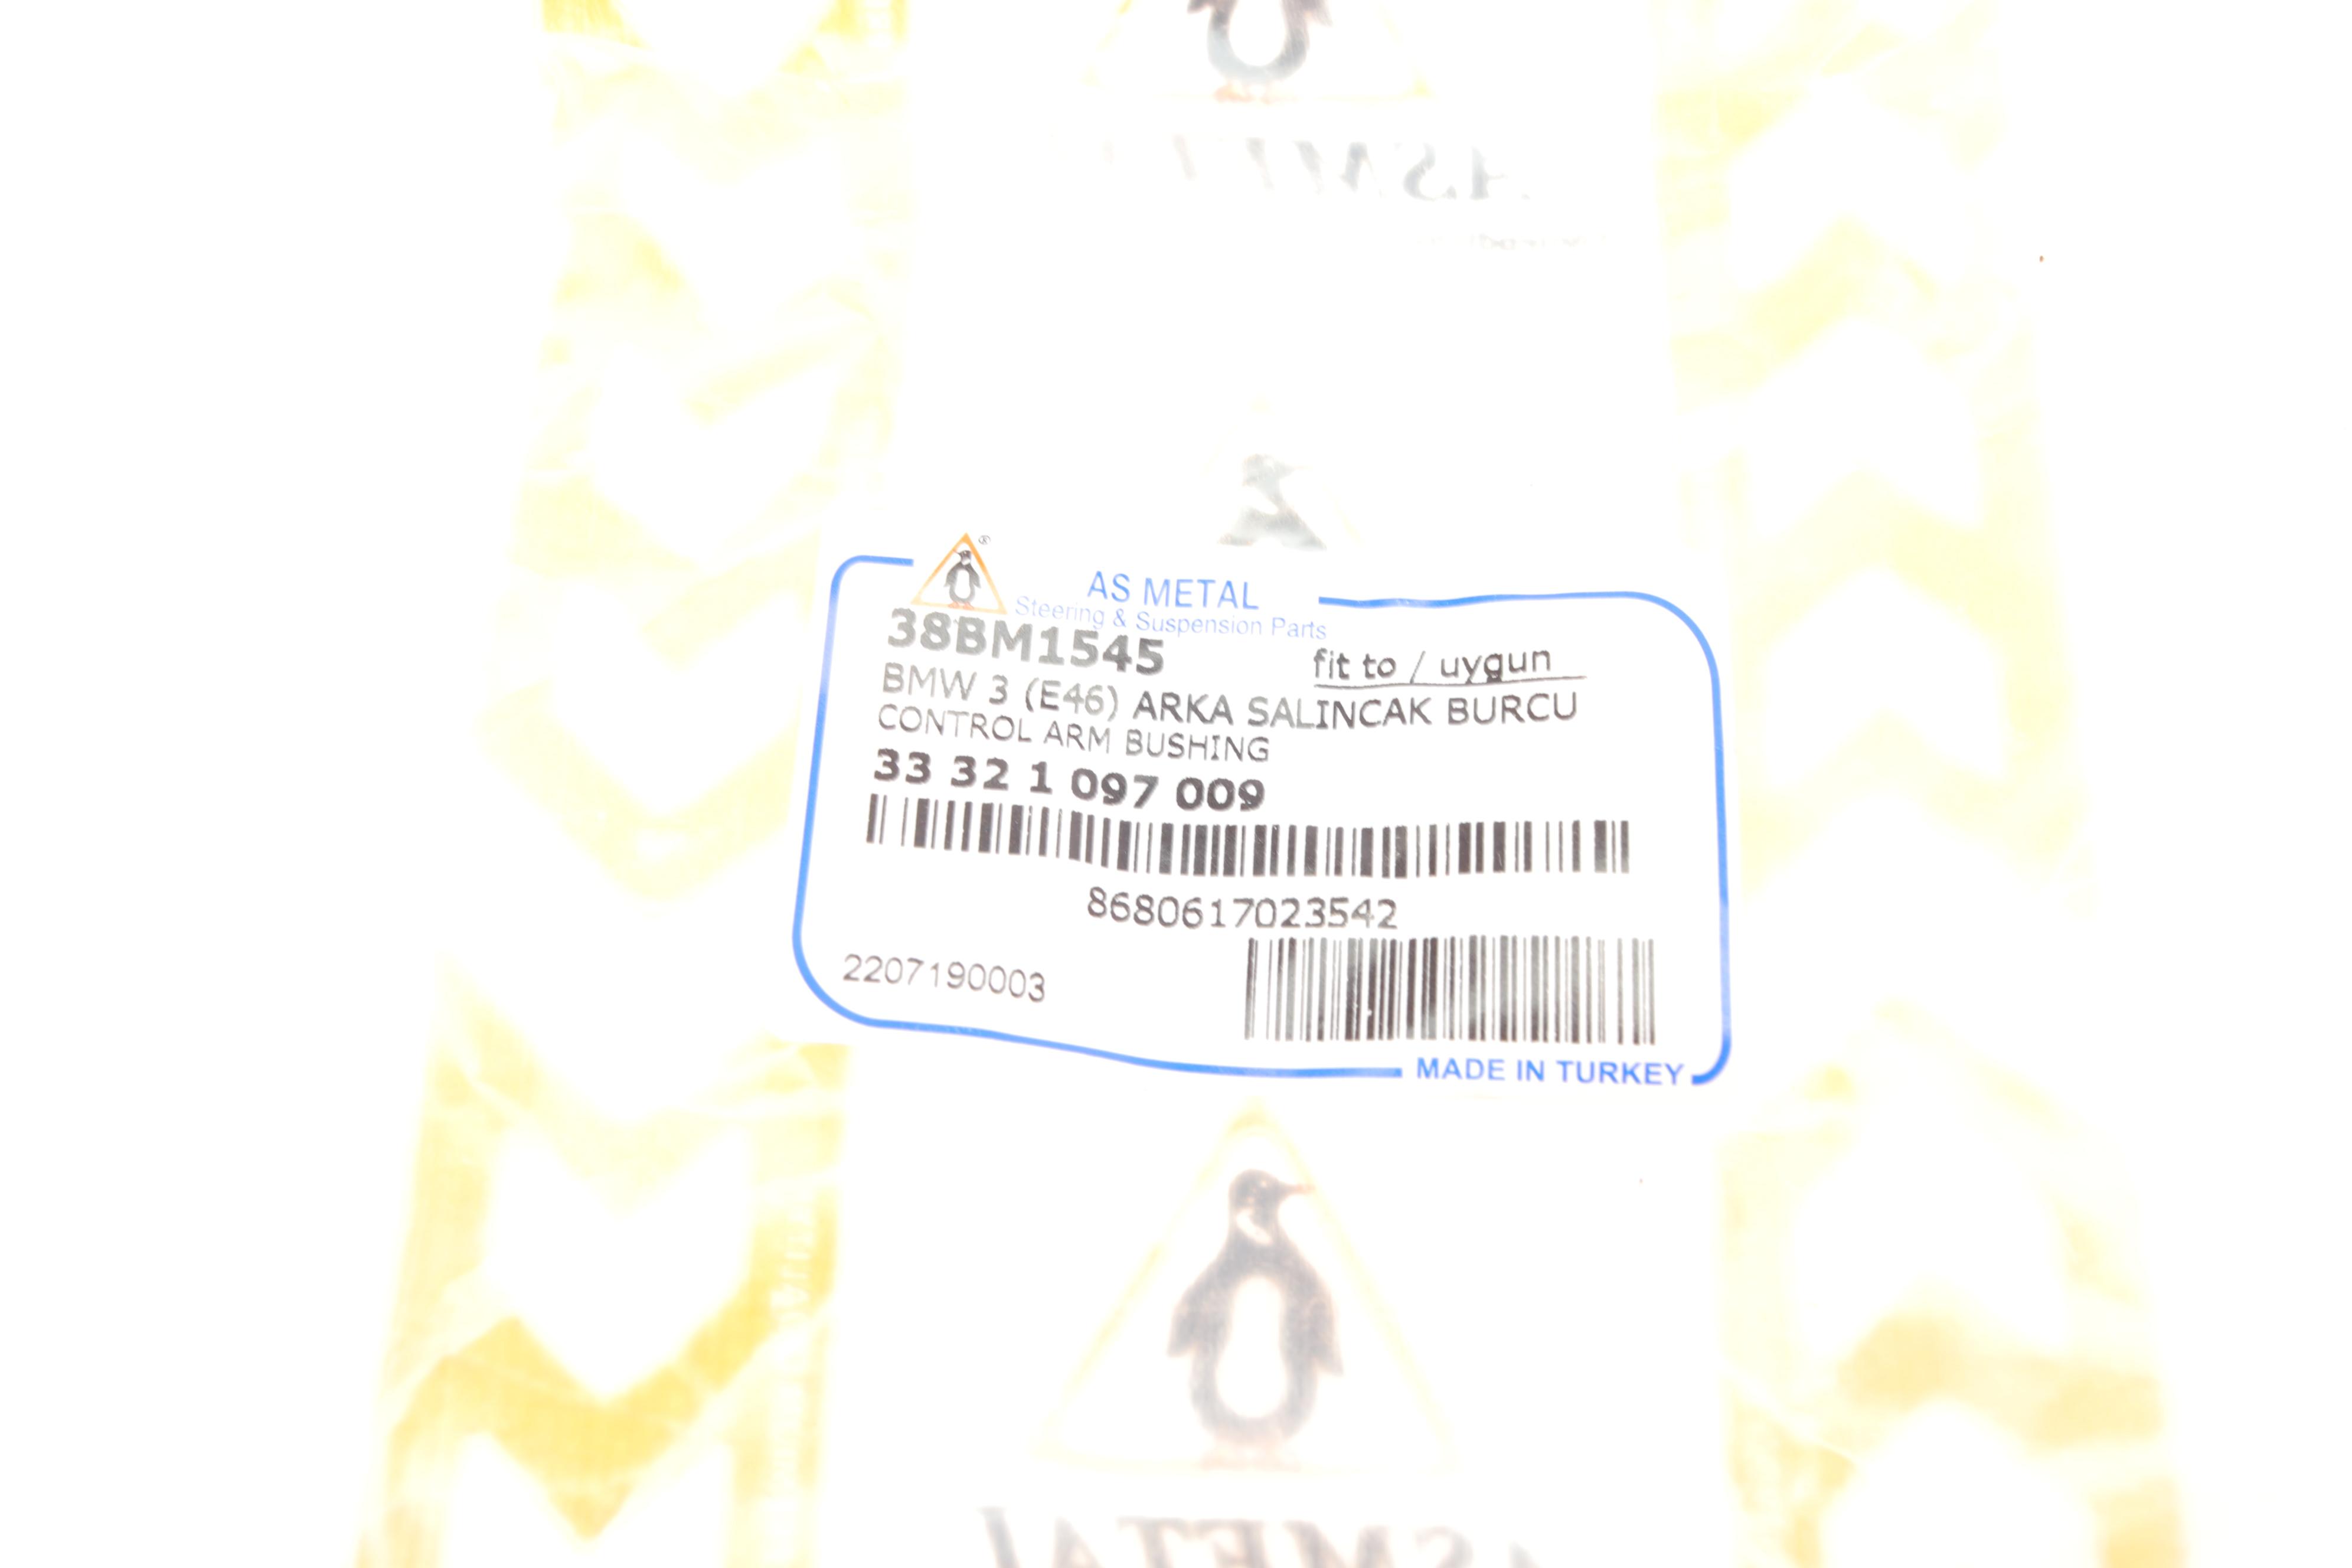 ®
AS METAL
Steering & Suspension Parts
38BM1545
fit to / uygun
BMW 3 (E46) ARKA SALINCAK BURCU
CONTROL ARM BUSHING
33 32 1 097 009
8680617023542
2207190003
MADE IN TURKEY
ASMETAL